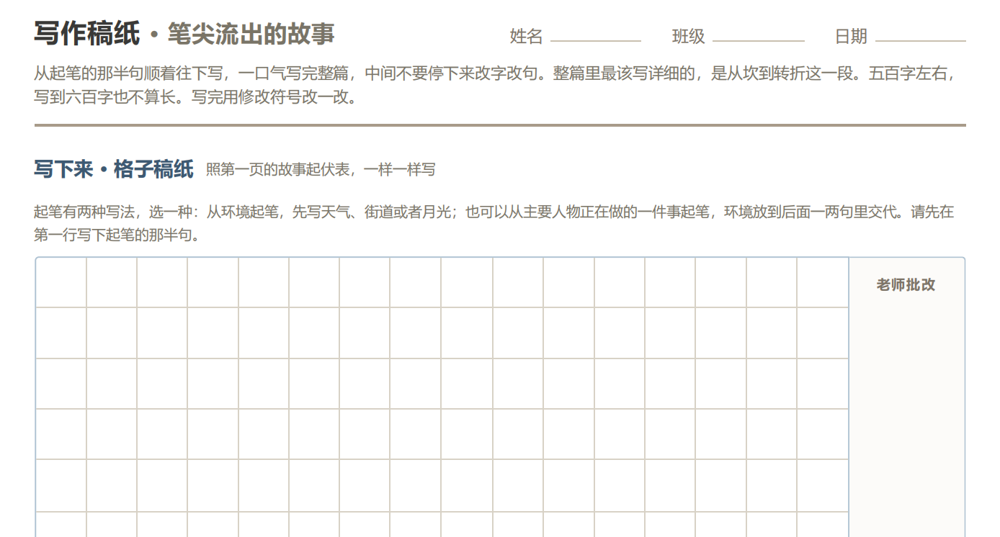 写作稿纸·笔尖流出的故事 姓名 班级 日期
从起笔的那半句顺着往下写，一口气写完整篇，中间不要停下来改字改句。整篇里最该写详细的，是从坎到转折这一段。五百字左右，
写到六百字也不算长。写完用修改符号改一改。
写下来·格子稿纸 照第一页的故事起伏表，一样一样写
起笔有两种写法，选一种：从环境起笔，先写天气、街道或者月光；也可以从主要人物正在做的一件事起笔，环境放到后面一两句里交代。请先在
第一行写下起笔的那半句。
老师批改